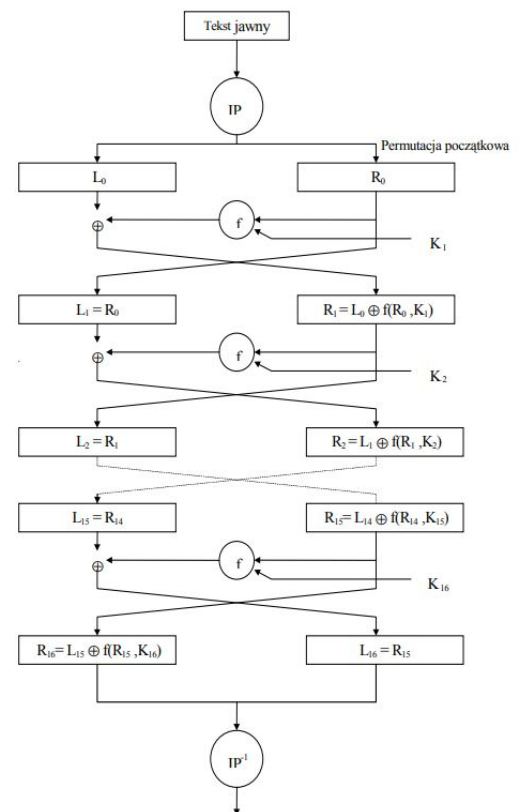 Tekst jawny
IP
Permutacja początkowa
L₀
R₀
⊕
f
K₁
L₁ = R₀
R₁ = L₀ ⊕ f(R₀ ,K₁)
⊕
f
K₂
L₂ = R₁
R₂ = L₁ ⊕ f(R₁ ,K₂)
L₁₅ = R₁₄
R₁₅= L₁₄ ⊕ f(R₁₄ ,K₁₅)
⊕
f
K₁₆
R₁₆= L₁₅ ⊕ f(R₁₅ ,K₁₆)
L₁₆ = R₁₅
IP⁻¹